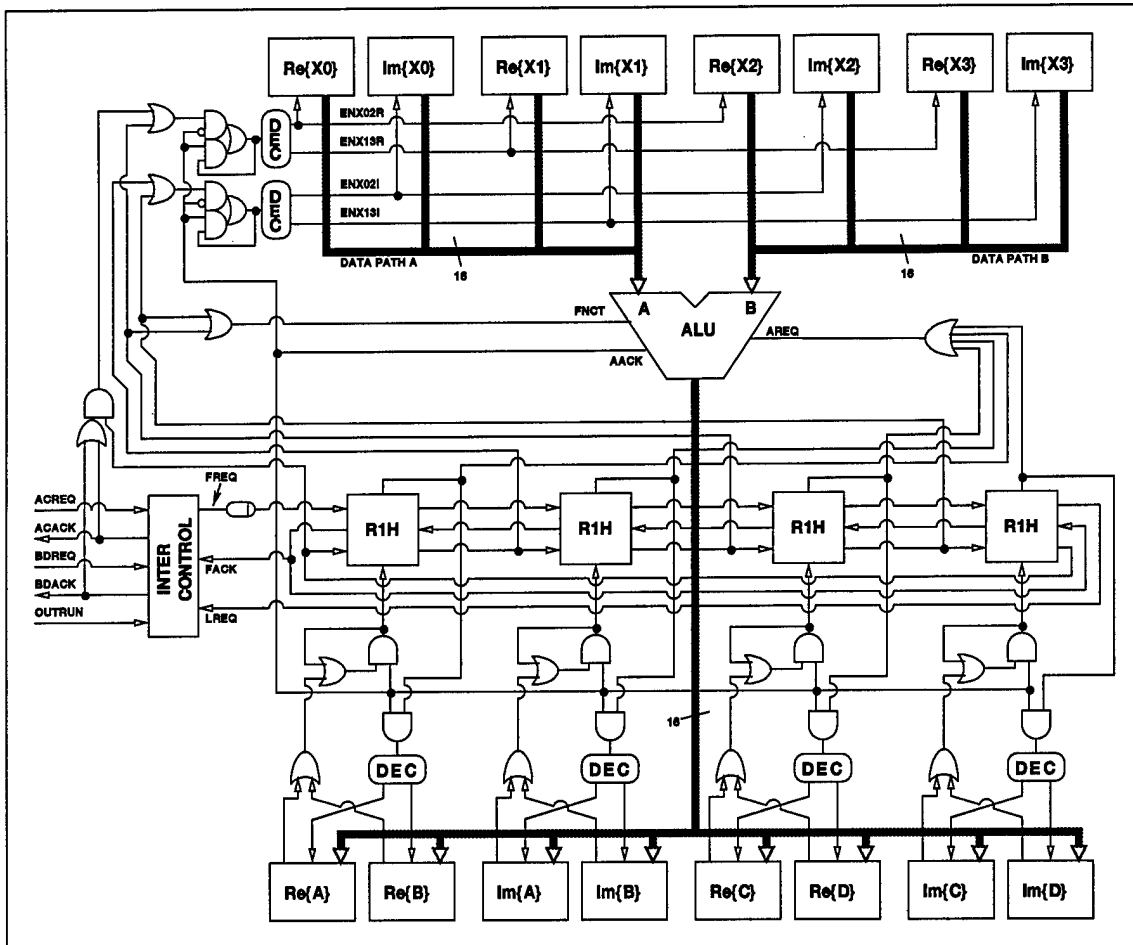 Re{X0} Im{X0} Re{X1} Im{X1} Re{X2} Im{X2} Re{X3} Im{X3}
ENX02R
DEC
ENX13R
ENX02I
DEC
ENX13I
DATA PATH A
16
16
DATA PATH B
A
B
FNCT
ALU
AREQ
AACK
FREQ
ACREQ
ACACK
BDREQ
BDACK
OUTRUN
INTER
CONTROL
FACK
LREQ
R1H R1H R1H R1H
16
DEC DEC DEC DEC
Re{A} Re{B} Im{A} Im{B} Re{C} Re{D} Im{C} Im{D}